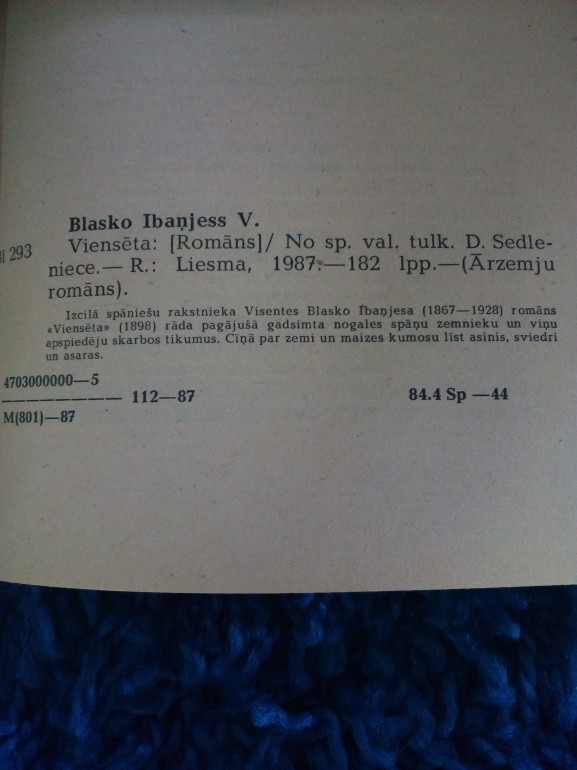 Blasko Ibaņjess V.
Viensēta: [Romāns]/ No sp. val. tulk. D. Sedle-
293
niece.— R.: Liesma, 1987.—182 lpp.—(Ārzemju
romāns).
Izcilā spāniešu rakstnieka Visentes Blasko Ibanjesa (1867—1928) romāns
«Viensēta» (1898) rāda pagājušā gadsimta nogales spāņu zemnieku un viņu
apspiedēju skarbos tikumus. Cīņā par zemi un maizes kumosu līst asinis, sviedri
un asaras.
4703000000—5
112—87
84.4 Sp —44
M(801)—87